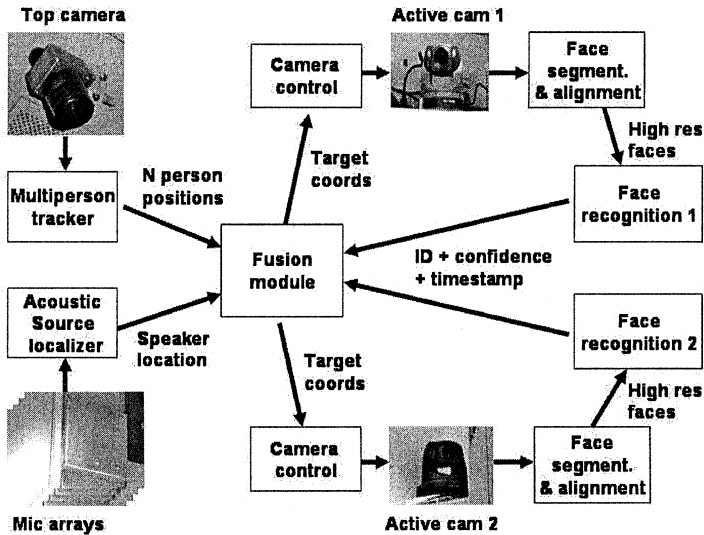 Top camera
Active cam 1
Camera
control
Face
segment.
& alignment
High res
faces
Target
coords
N person
positions
Multiperson
tracker
Face
recognition 1
Fusion
module
ID + confidence
+ timestamp
Acoustic
Source
localizer
Speaker
location
Face
recognition 2
Target
coords
High res
faces
Camera
control
Face
segment.
& alignment
Mic arrays
Active cam 2